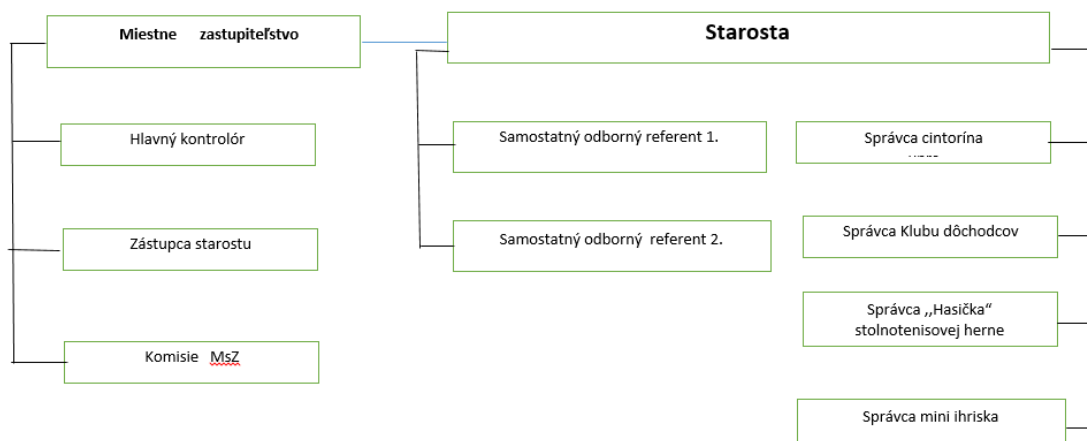 Miestne zastupiteľstvo
Starosta
Hlavný kontrolór
Samostatný odborný referent 1.
Správca cintorína
Zástupca starostu
Samostatný odborný referent 2.
Správca Klubu dôchodcov
Správca ,,Hasička“
stolnotenisovej herne
Komisie MsZ
Správca mini ihriska